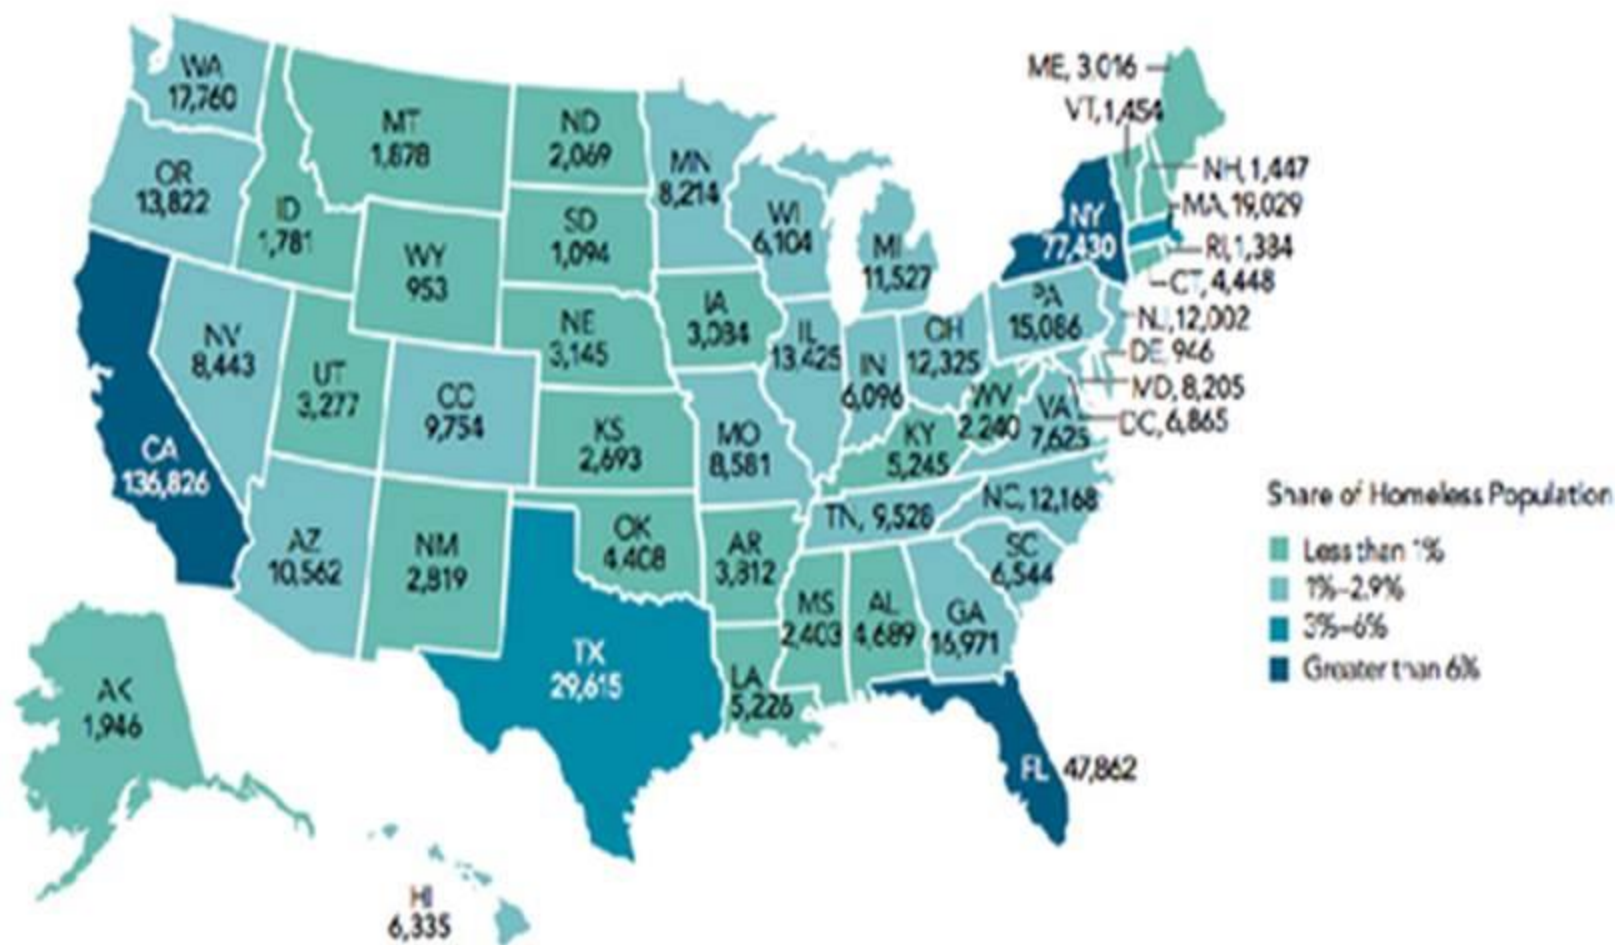 WA
17,760
OR
13,822
CA
136,826
NV
8,443
ID
1,781
MT
1,878
WY
953
UT
3,277
CO
9,754
AZ
10,562
NM
2,819
ND
2,069
SD
1,094
NE
3,145
KS
2,693
OK
4,408
TX
29,615
MN
8,214
IA
3,084
MO
8,581
AR
3,812
LA
5,226
WI
6,104
IL
13,425
MI
11,527
IN
6,096
OH
12,325
KY
5,245
TN, 9,528
MS
2,403
AL
4,689
GA
16,971
FL 47,862
SC
6,544
NC, 12,168
VA
7,625
WV
2,240
PA
15,086
NY
77,430
ME, 3,016
VT, 1,454
NH, 1,447
MA, 19,029
RI, 1,384
CT, 4,448
NJ, 12,002
DE, 946
MD, 8,205
DC, 6,865
AK
1,946
HI
6,335
Share of Homeless Population
Less than 1%
1%–2.9%
3%–6%
Greater than 6%